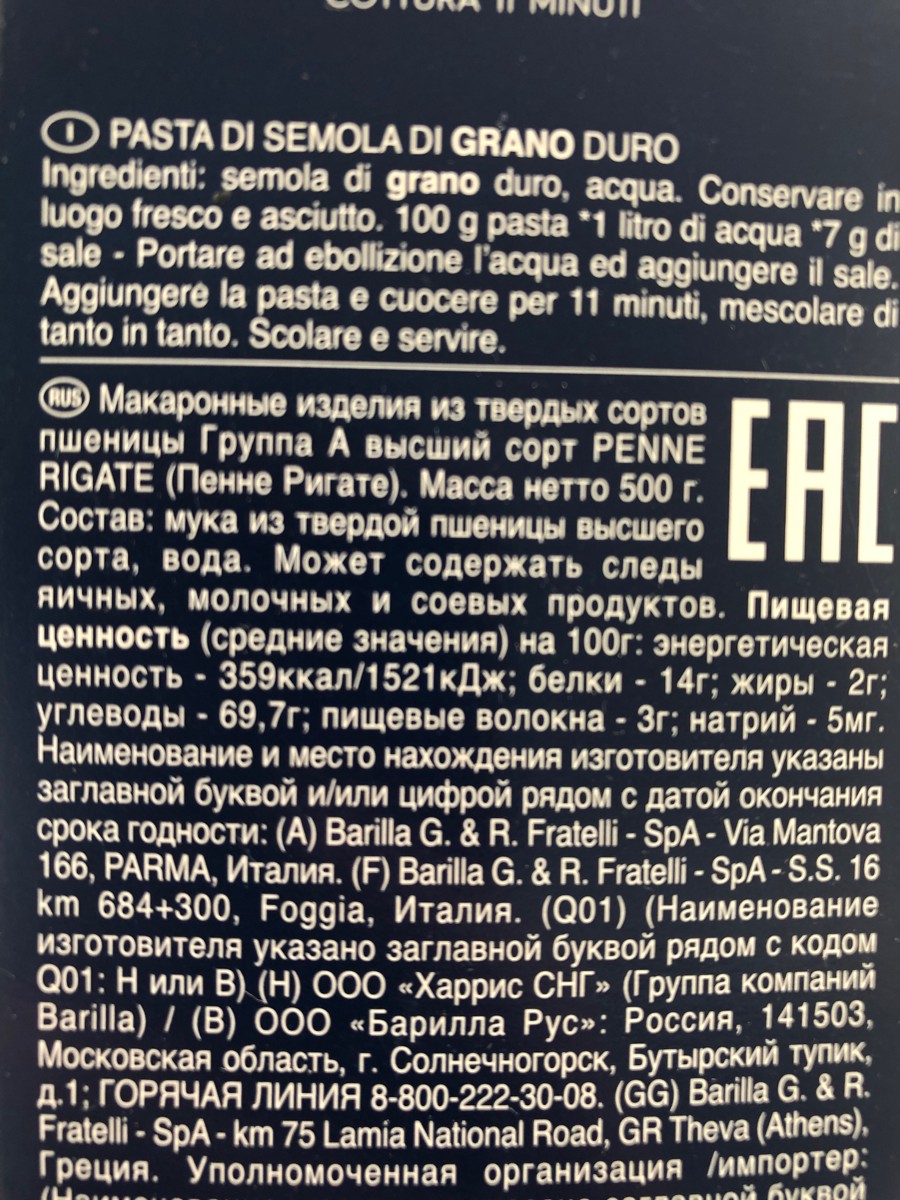 COTTURA 11 MINUTI
I PASTA DI SEMOLA DI GRANO DURO
Ingredienti: semola di grano duro, acqua. Conservare in
luogo fresco e asciutto. 100 g pasta *1 litro di acqua *7 g di
sale - Portare ad ebollizione l'acqua ed aggiungere il sale.
Aggiungere la pasta e cuocere per 11 minuti, mescolare di
tanto in tanto. Scolare e servire.
RUS Макаронные изделия из твердых сортов
пшеницы Группа А высший сорт PENNE
RIGATE (Пенне Ригате). Масса нетто 500 г.
Состав: мука из твердой пшеницы высшего
сорта, вода. Может содержать следы
яичных, молочных и соевых продуктов. Пищевая
ценность (средние значения) на 100г: энергетическая
ценность - 359ккал/1521кДж; белки - 14г; жиры - 2г;
углеводы - 69,7г; пищевые волокна - 3г; натрий - 5мг.
Наименование и место нахождения изготовителя указаны
заглавной буквой и/или цифрой рядом с датой окончания
срока годности: (A) Barilla G. & R. Fratelli - SpA - Via Mantova
166, PARMA, Италия. (F) Barilla G. & R. Fratelli - SpA - S.S. 16
km 684+300, Foggia, Италия. (Q01) (Наименование
изготовителя указано заглавной буквой рядом с кодом
Q01: Н или В) (Н) ООО «Харрис СНГ» (Группа компаний
Barilla) / (В) ООО «Барилла Рус»: Россия, 141503,
Московская область, г. Солнечногорск, Бутырский тупик,
д.1; ГОРЯЧАЯ ЛИНИЯ 8-800-222-30-08. (GG) Barilla G. & R.
Fratelli - SpA - km 75 Lamia National Road, GR Theva (Athens),
Греция. Уполномоченная организация /импортер:
заглавной буквой
EAC